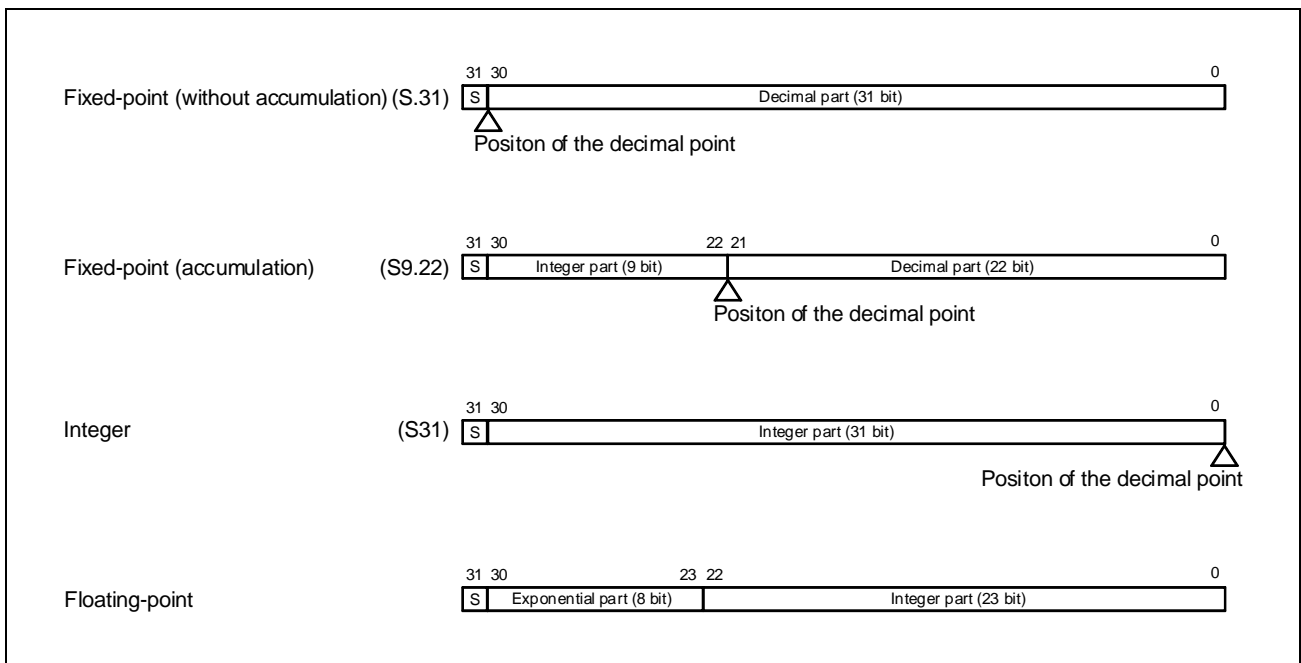 31 30 0
Fixed-point (without accumulation) (S.31) S Decimal part (31 bit)
Positon of the decimal point
31 30 22 21 0
Fixed-point (accumulation) (S9.22) S Integer part (9 bit) Decimal part (22 bit)
Positon of the decimal point
31 30 0
Integer (S31) S Integer part (31 bit)
Positon of the decimal point
31 30 23 22 0
Floating-point S Exponential part (8 bit) Integer part (23 bit)